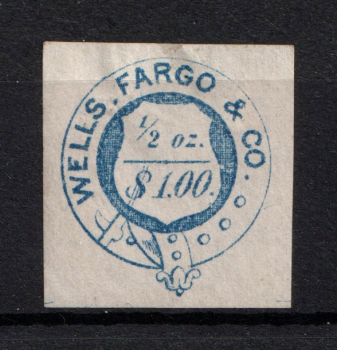 WELLS. FARGO & CO.
1/2 oz.
$1.00.